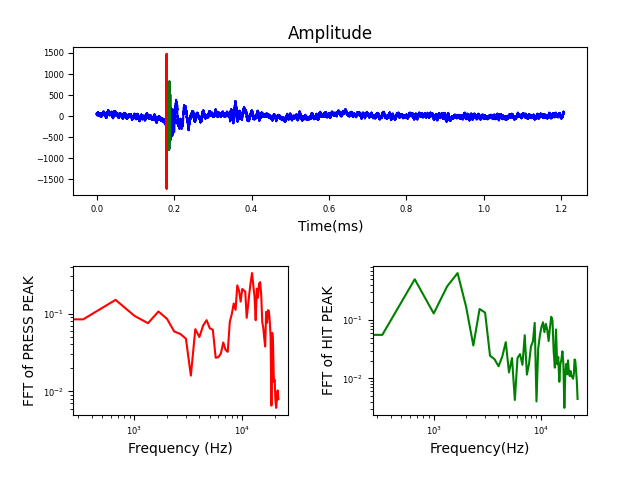 Amplitude
1500
1000
500
0
−500
−1000
−1500
0.0 0.2 0.4 0.6 0.8 1.0 1.2
Time(ms)
FFT of PRESS PEAK
10⁻¹
10⁻²
10³ 10⁴
Frequency (Hz)
FFT of HIT PEAK
10⁻¹
10⁻²
10³ 10⁴
Frequency(Hz)